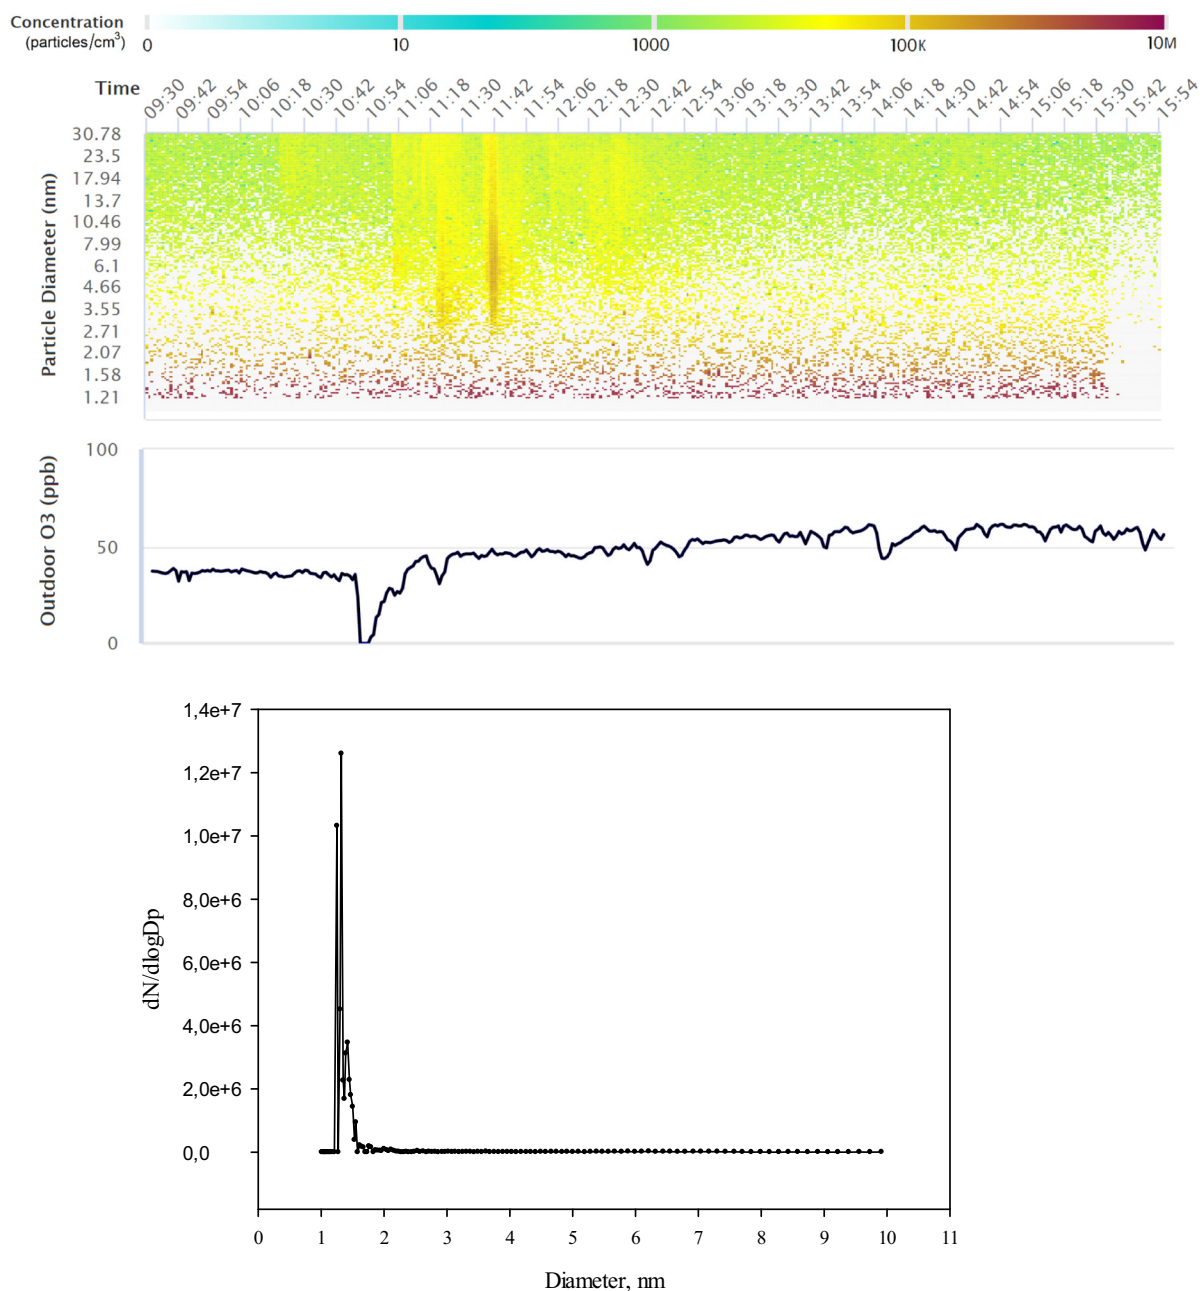 Concentration
(particles/cm³)
0 10 1000 100K 10M
Time
09:30 09:42 09:54 10:06 10:18 10:30 10:42 10:54 11:06 11:18 11:30 11:42 11:54 12:06 12:18 12:30 12:42 12:54 13:06 13:18 13:30 13:42 13:54 14:06 14:18 14:30 14:42 14:54 15:06 15:18 15:30 15:42 15:54
Particle Diameter (nm)
30.78
23.5
17.94
13.7
10.46
7.99
6.1
4.66
3.55
2.71
2.07
1.58
1.21
Outdoor O3 (ppb)
100
50
0
dN/dlogDp
1,4e+7
1,2e+7
1,0e+7
8,0e+6
6,0e+6
4,0e+6
2,0e+6
0,0
0 1 2 3 4 5 6 7 8 9 10 11
Diameter, nm